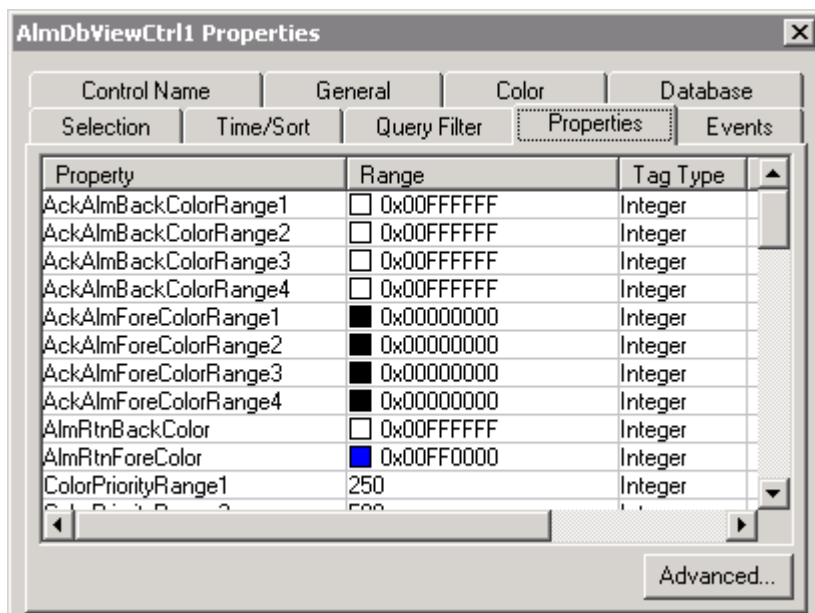 AlmDbViewCtrl1 Properties
Control Name General Color Database
Selection Time/Sort Query Filter Properties Events
Property Range Tag Type
AckAlmBackColorRange1 0x00FFFFFF Integer
AckAlmBackColorRange2 0x00FFFFFF Integer
AckAlmBackColorRange3 0x00FFFFFF Integer
AckAlmBackColorRange4 0x00FFFFFF Integer
AckAlmForeColorRange1 0x00000000 Integer
AckAlmForeColorRange2 0x00000000 Integer
AckAlmForeColorRange3 0x00000000 Integer
AckAlmForeColorRange4 0x00000000 Integer
AlmRtnBackColor 0x00FFFFFF Integer
AlmRtnForeColor 0x00FF0000 Integer
ColorPriorityRange1 250 Integer
Advanced...